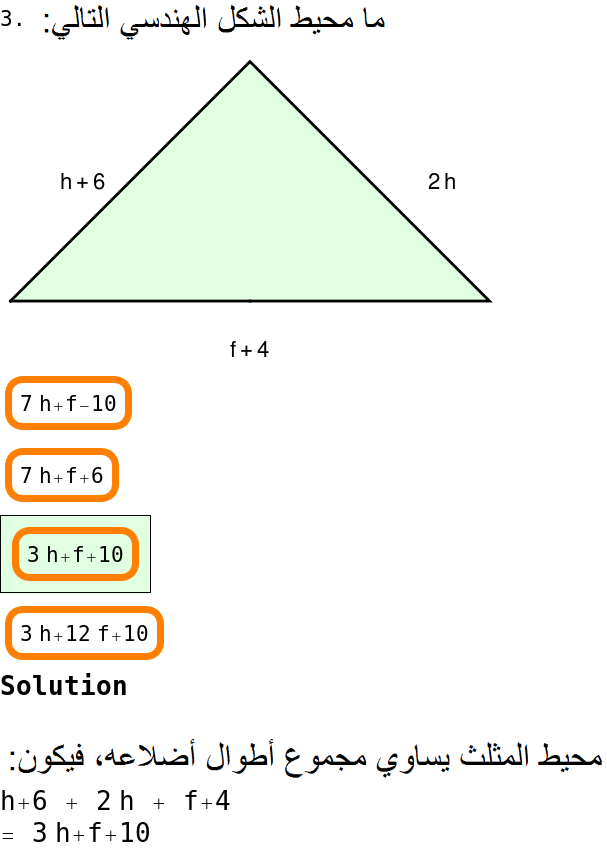 3. ما محيط الشكل الهندسي التالي:
h+6
2h
f+4
7h+f−10
7h+f+6
3h+f+10
3h+12f+10
Solution
محيط المثلث يساوي مجموع أطوال أضلاعه، فيكون:
h+6 + 2h + f+4
= 3h+f+10